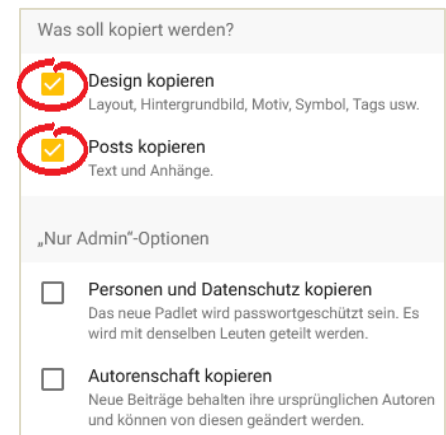 Was soll kopiert werden?
Design kopieren
Layout, Hintergrundbild, Motiv, Symbol, Tags usw.
Posts kopieren
Text und Anhänge.
„Nur Admin“-Optionen
Personen und Datenschutz kopieren
Das neue Padlet wird passwortgeschützt sein. Es
wird mit denselben Leuten geteilt werden.
Autorenschaft kopieren
Neue Beiträge behalten ihre ursprünglichen Autoren
und können von diesen geändert werden.